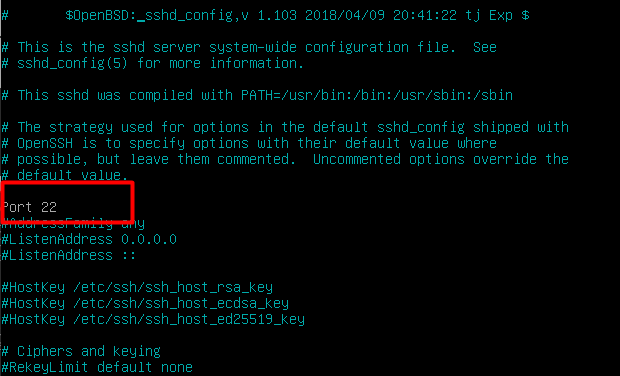 #       $OpenBSD: sshd_config,v 1.103 2018/04/09 20:41:22 tj Exp $
# This is the sshd server system-wide configuration file.  See
# sshd_config(5) for more information.
# This sshd was compiled with PATH=/usr/bin:/bin:/usr/sbin:/sbin
# The strategy used for options in the default sshd_config shipped with
# OpenSSH is to specify options with their default value where
# possible, but leave them commented.  Uncommented options override the
# default value.
Port 22
#AddressFamily any
#ListenAddress 0.0.0.0
#ListenAddress ::
#HostKey /etc/ssh/ssh_host_rsa_key
#HostKey /etc/ssh/ssh_host_ecdsa_key
#HostKey /etc/ssh/ssh_host_ed25519_key
# Ciphers and keying
#RekeyLimit default none